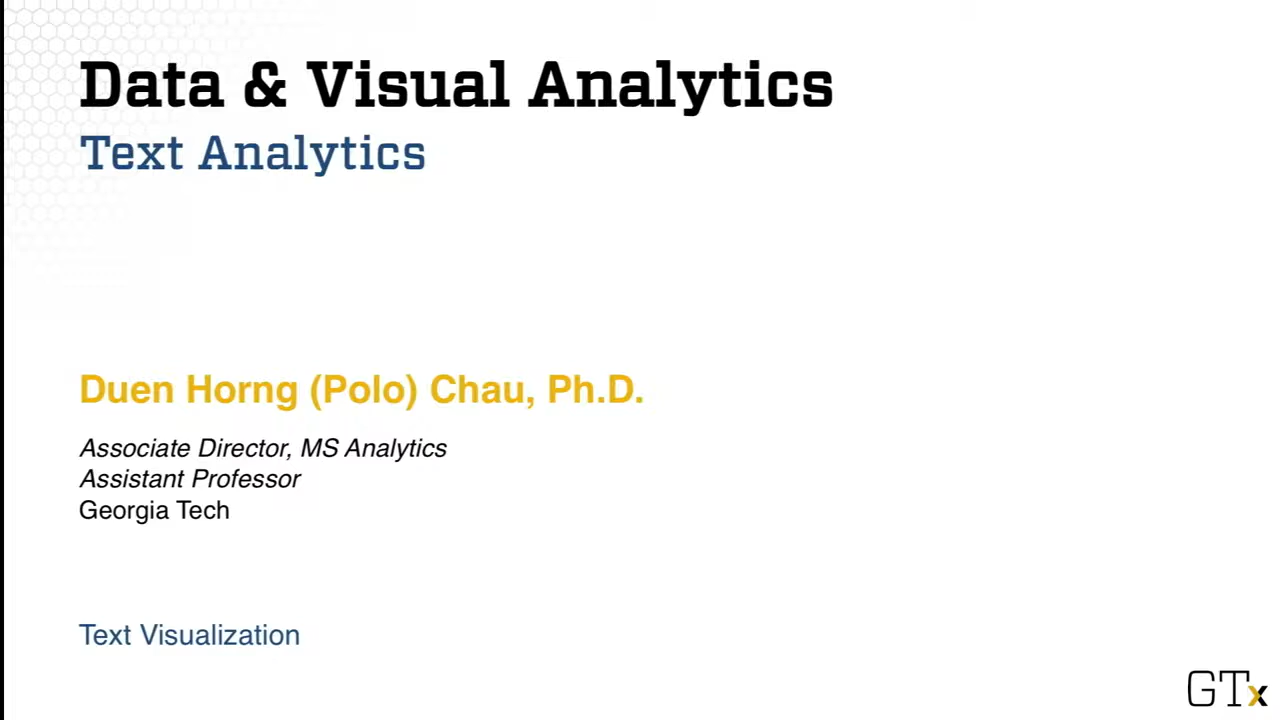 Data & Visual Analytics
Text Analytics
Duen Horng (Polo) Chau, Ph.D.
Associate Director, MS Analytics
Assistant Professor
Georgia Tech
Text Visualization
GTx